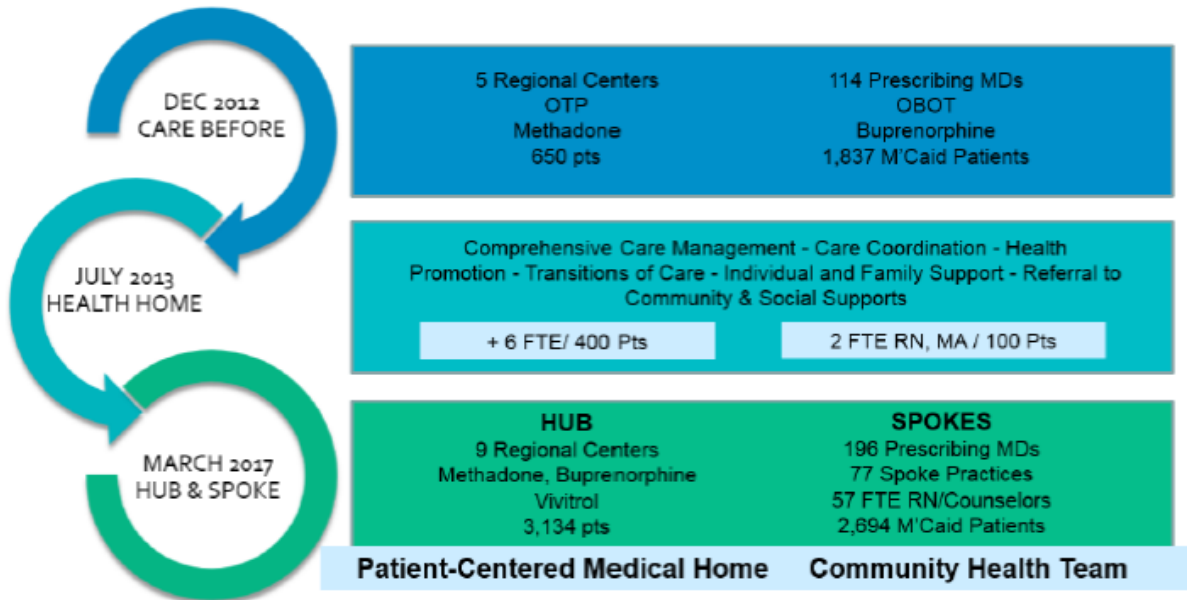 DEC 2012
CARE BEFORE
5 Regional Centers
OTP
Methadone
650 pts
114 Prescribing MDs
OBOT
Buprenorphine
1,837 M'Caid Patients
JULY 2013
HEALTH HOME
Comprehensive Care Management - Care Coordination - Health
Promotion - Transitions of Care - Individual and Family Support - Referral to
Community & Social Supports
+ 6 FTE/ 400 Pts
2 FTE RN, MA / 100 Pts
MARCH 2017
HUB & SPOKE
HUB
9 Regional Centers
Methadone, Buprenorphine
Vivitrol
3,134 pts
SPOKES
196 Prescribing MDs
77 Spoke Practices
57 FTE RN/Counselors
2,694 M'Caid Patients
Patient-Centered Medical Home
Community Health Team